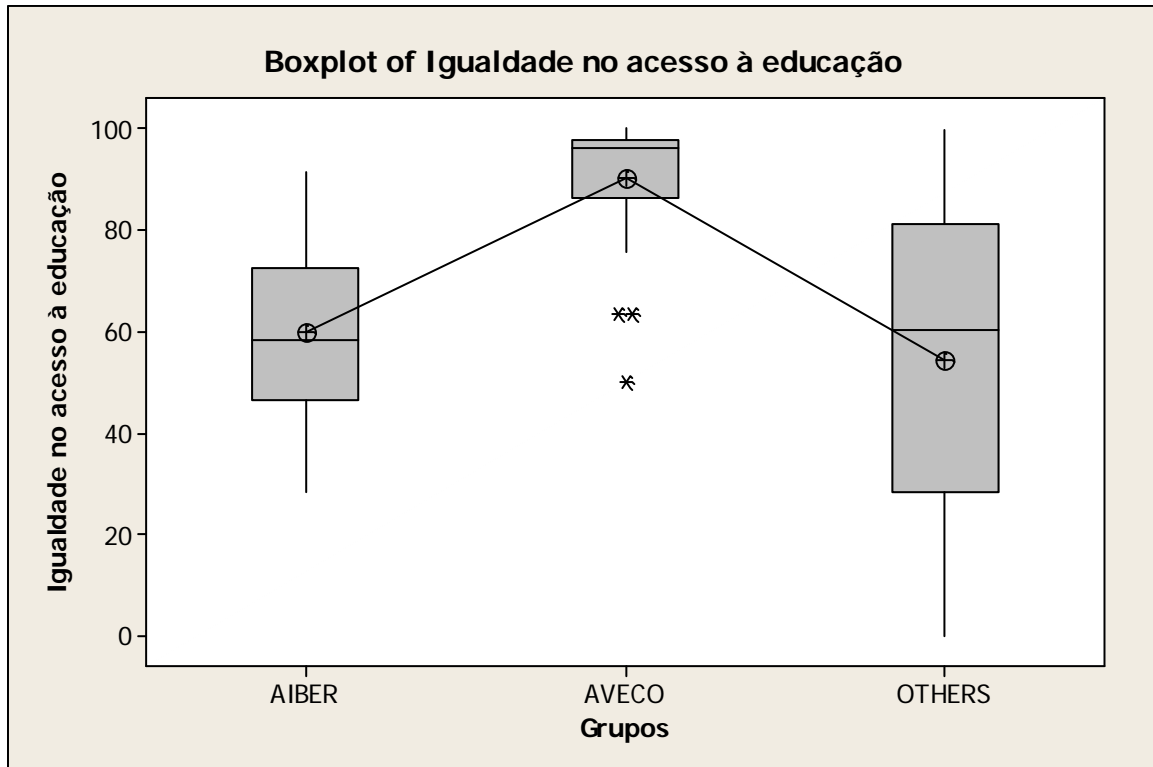 Boxplot of Igualdade no acesso à educação
Igualdade no acesso à educação
100
80
60
40
20
0
AIBER AVECO OTHERS
Grupos